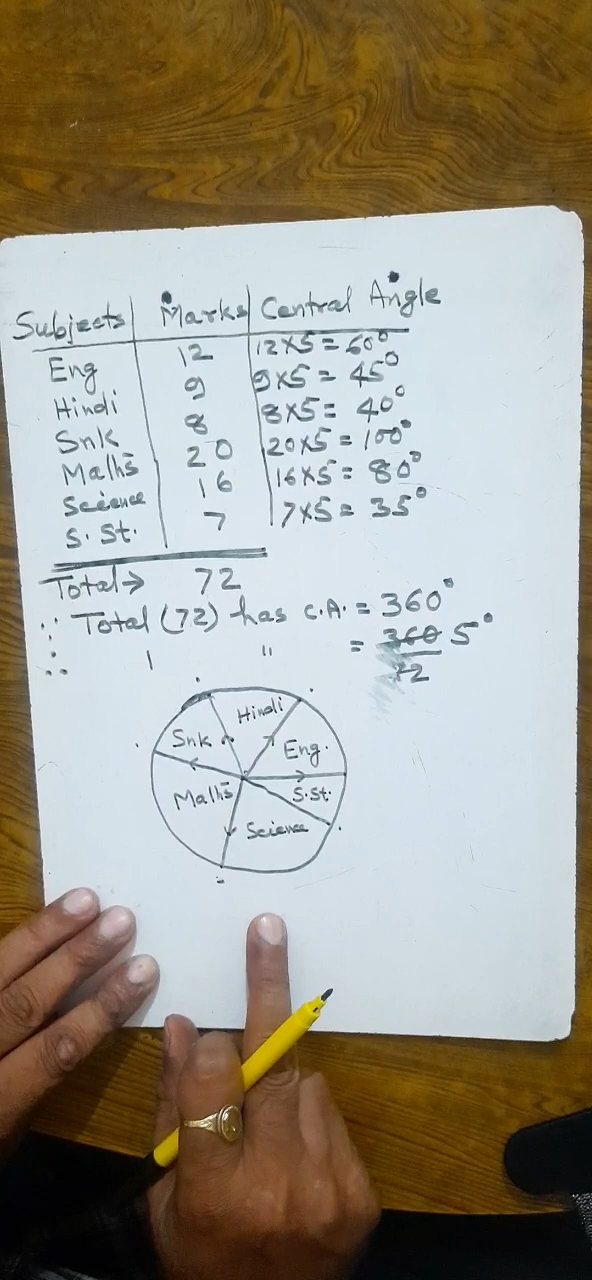 Subjects Marks Central Angle
Eng 12 12×5 = 60°
Hindi 9 9×5 = 45°
Snk 8 8×5 = 40°
Maths 20 20×5 = 100°
Science 16 16×5 = 80°
S.St. 7 7×5 = 35°
Total→ 72
∵ Total (72) has C.A. = 360°
∴ 1 " = 360/72 5°
Hindi
Snk Eng.
Maths S.St.
Science